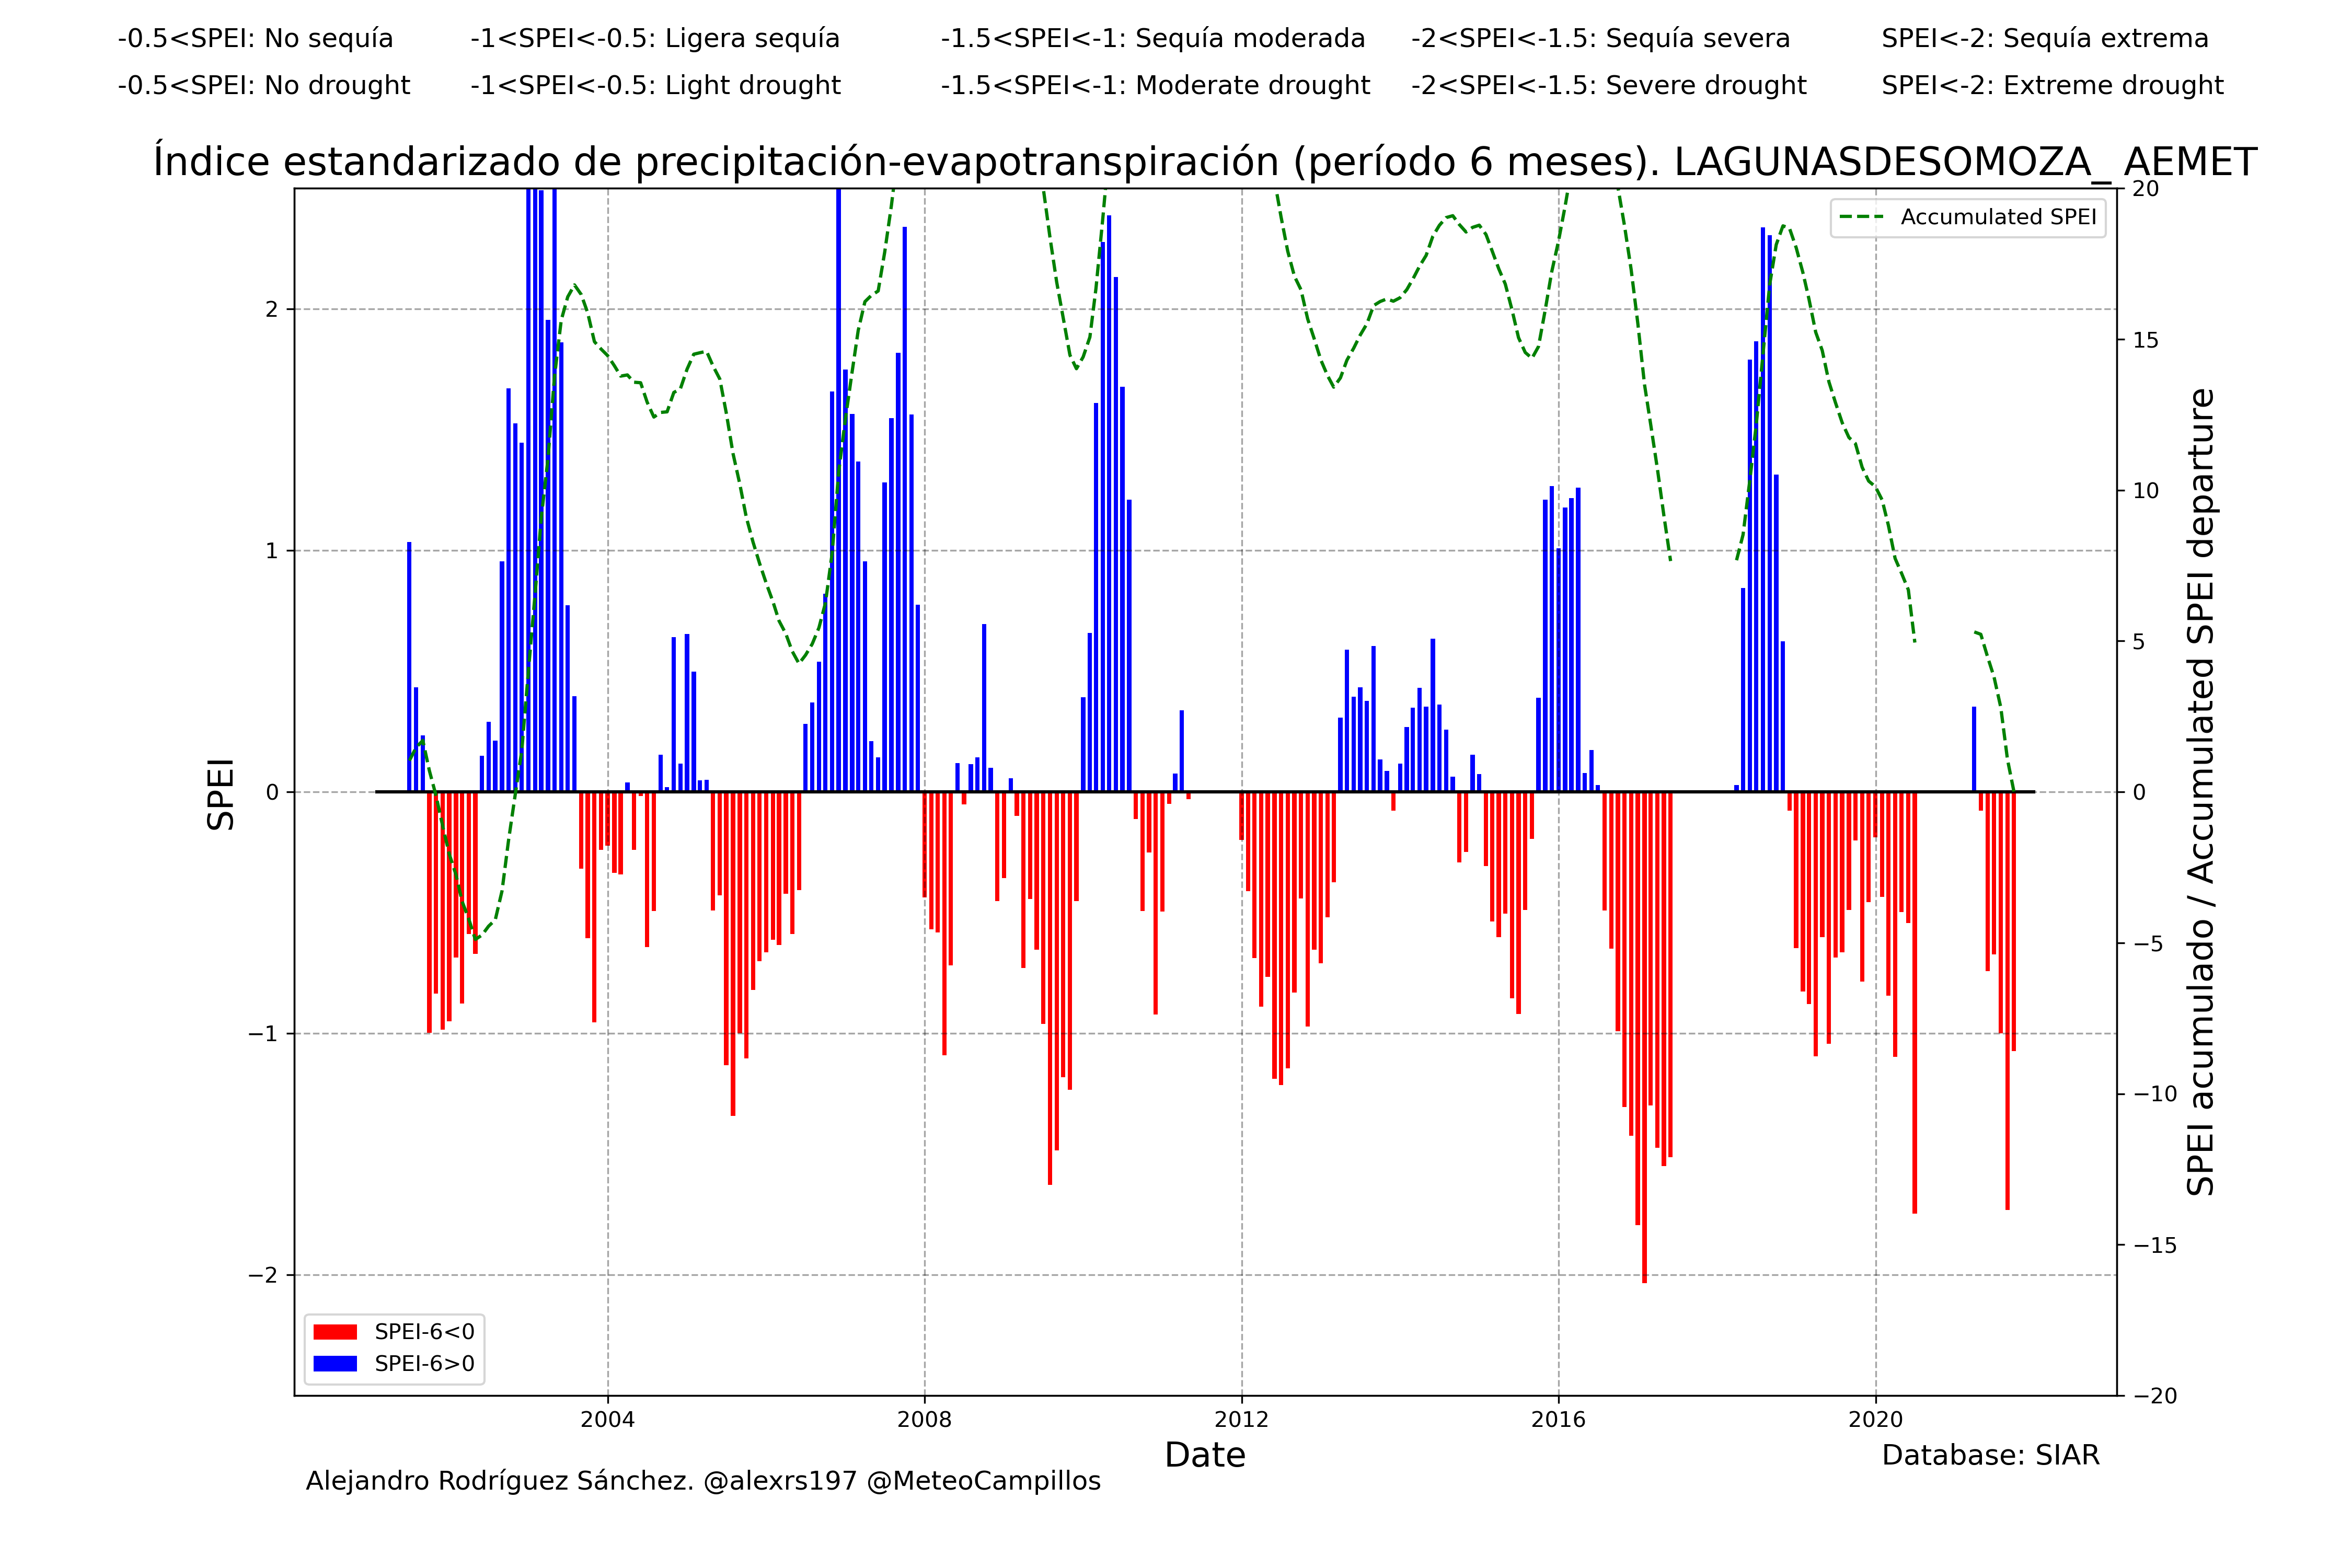 -0.5<SPEI: No sequía -1<SPEI<-0.5: Ligera sequía -1.5<SPEI<-1: Sequía moderada -2<SPEI<-1.5: Sequía severa SPEI<-2: Sequía extrema
-0.5<SPEI: No drought -1<SPEI<-0.5: Light drought -1.5<SPEI<-1: Moderate drought -2<SPEI<-1.5: Severe drought SPEI<-2: Extreme drought
Índice estandarizado de precipitación-evapotranspiración (período 6 meses). LAGUNASDESOMOZA_ AEMET
Accumulated SPEI
SPEI
2
1
0
−1
−2
20
15
10
5
0
−5
−10
−15
−20
SPEI acumulado / Accumulated SPEI departure
SPEI-6<0
SPEI-6>0
2004 2008 2012 2016 2020
Date
Database: SIAR
Alejandro Rodríguez Sánchez. @alexrs197 @MeteoCampillos